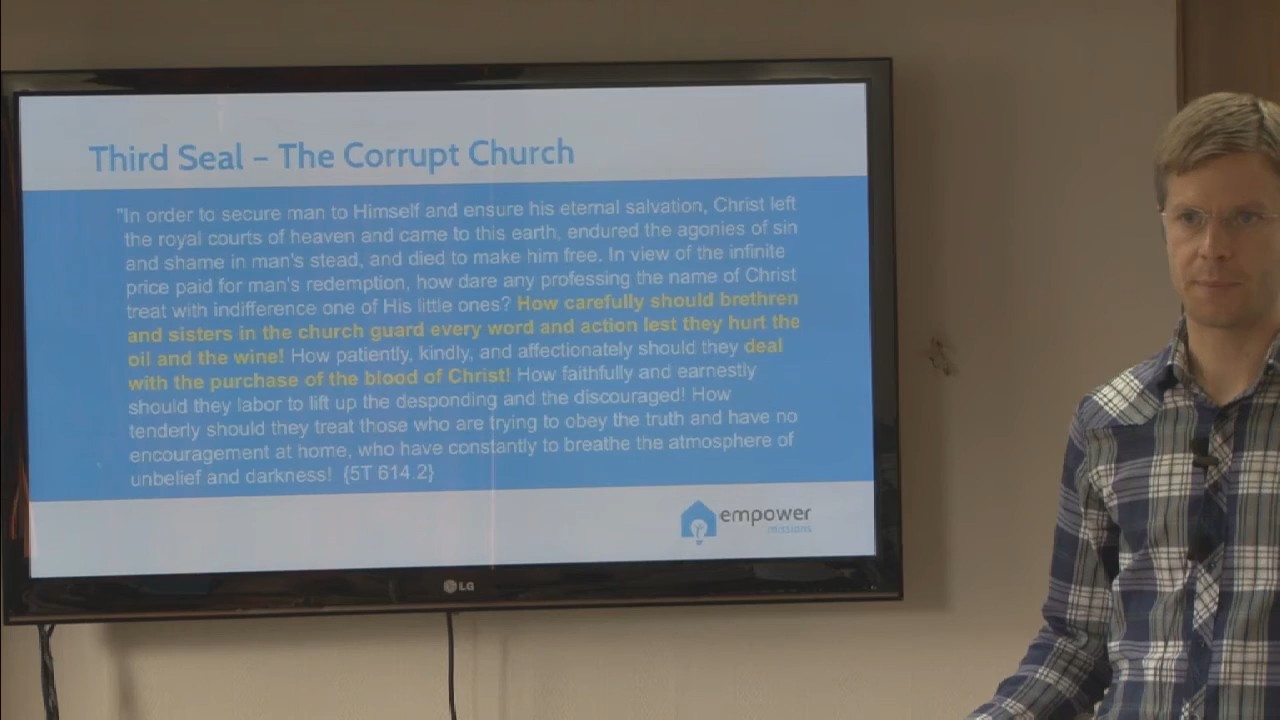 Third Seal – The Corrupt Church
"In order to secure man to Himself and ensure his eternal salvation, Christ left
the royal courts of heaven and came to this earth, endured the agonies of sin
and shame in man's stead, and died to make him free. In view of the infinite
price paid for man's redemption, how dare any professing the name of Christ
treat with indifference one of His little ones? How carefully should brethren
and sisters in the church guard every word and action lest they hurt the
oil and the wine! How patiently, kindly, and affectionately should they deal
with the purchase of the blood of Christ! How faithfully and earnestly
should they labor to lift up the desponding and the discouraged! How
tenderly should they treat those who are trying to obey the truth and have no
encouragement at home, who have constantly to breathe the atmosphere of
unbelief and darkness! {5T 614.2}
empower
missions
LG